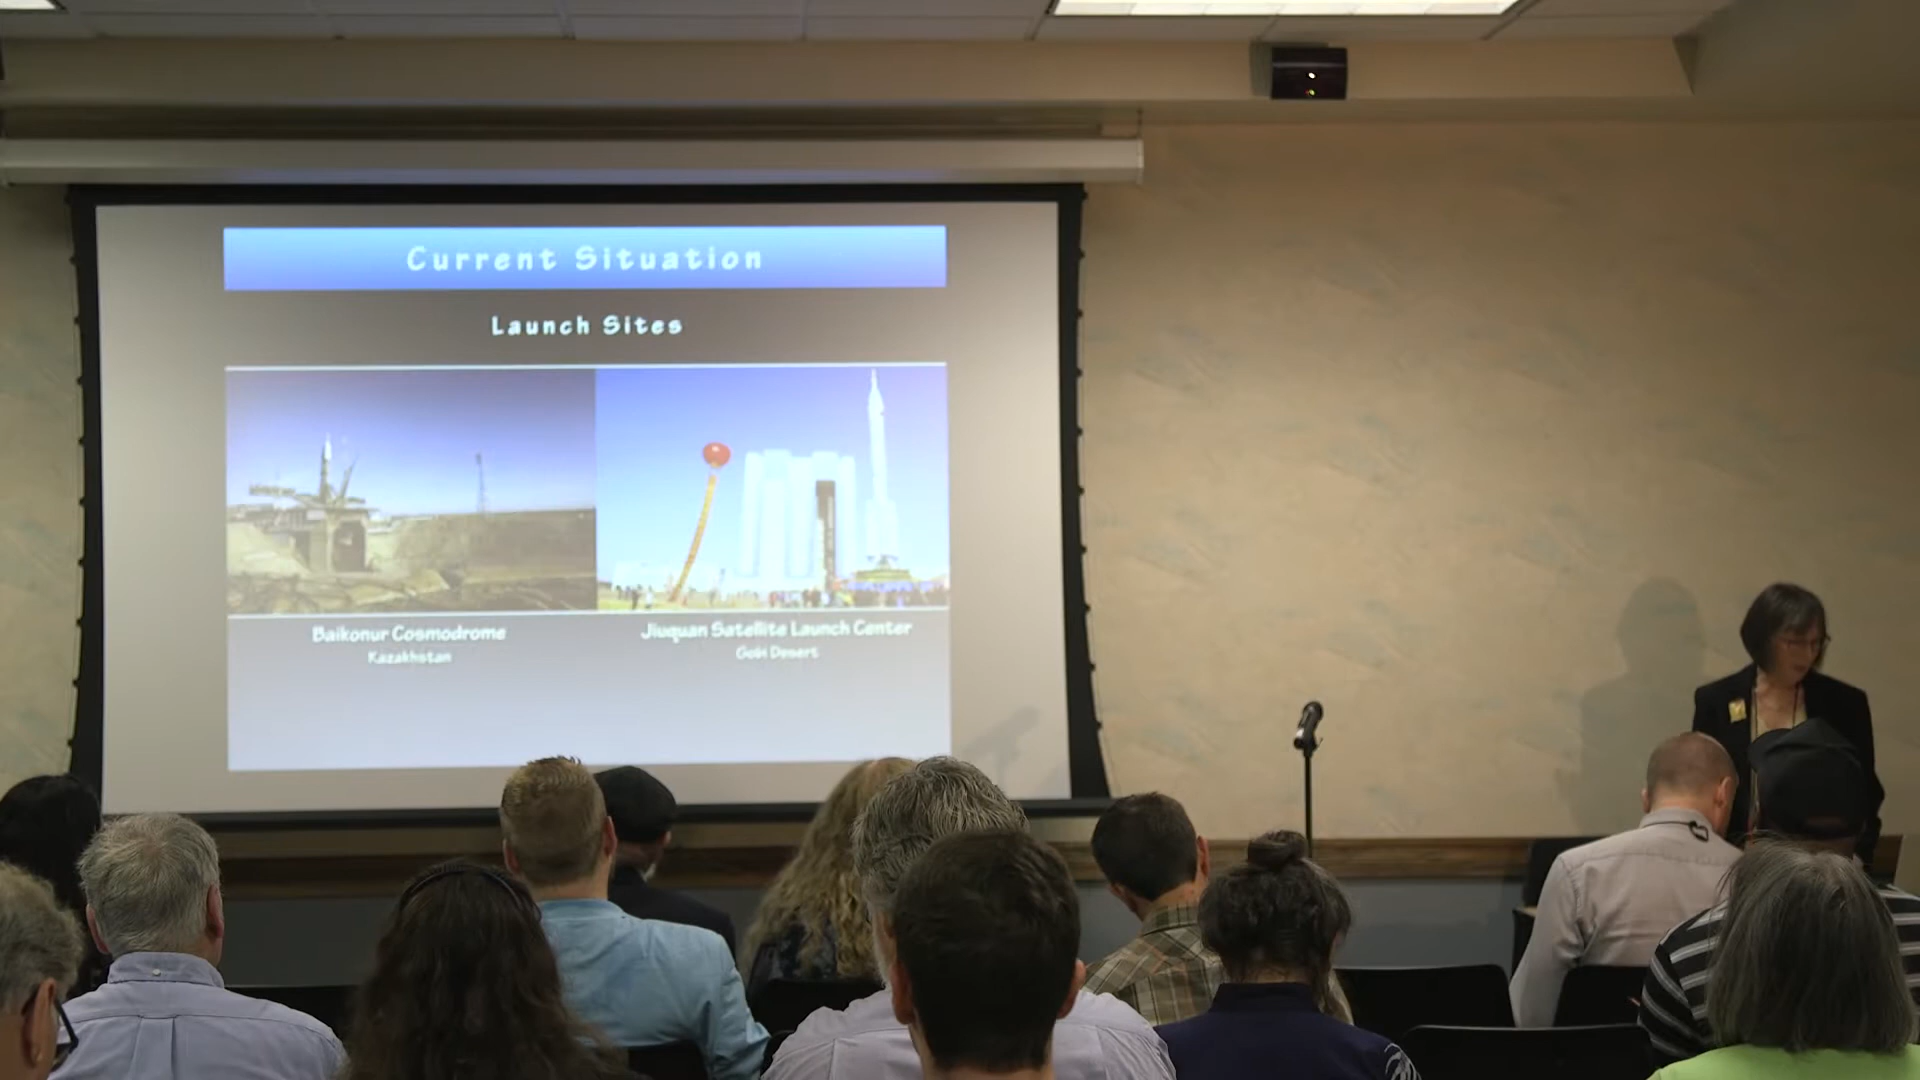 Current Situation
Launch Sites
Baikonur Cosmodrome
Kazakhstan
Jiuquan Satellite Launch Center
Gobi Desert